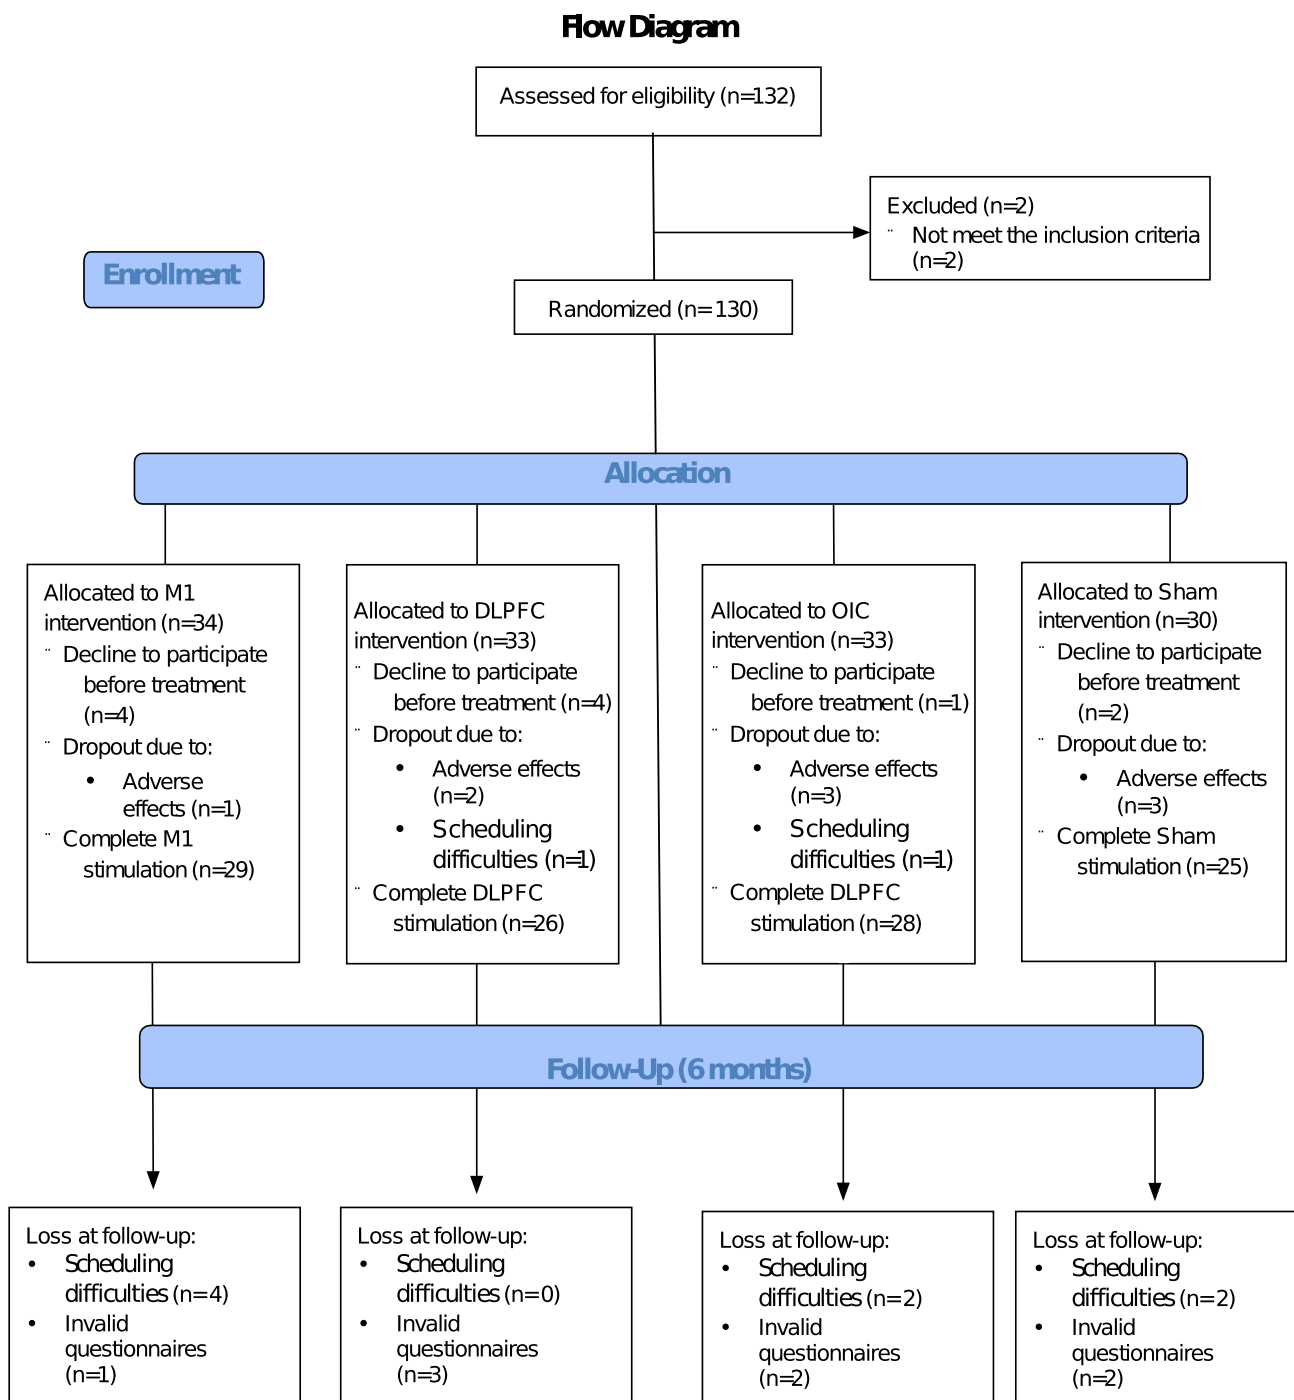 Flow Diagram
Assessed for eligibility (n=132)
Excluded (n=2)
¨ Not meet the inclusion criteria
(n=2)
Enrollment
Randomized (n= 130)
Allocation
Allocated to M1
intervention (n=34)
¨ Decline to participate
before treatment
(n=4)
¨ Dropout due to:
• Adverse
effects (n=1)
¨ Complete M1
stimulation (n=29)
Allocated to DLPFC
intervention (n=33)
¨ Decline to participate
before treatment (n=4)
¨ Dropout due to:
• Adverse effects
(n=2)
• Scheduling
difficulties (n=1)
¨ Complete DLPFC
stimulation (n=26)
Allocated to OIC
intervention (n=33)
¨ Decline to participate
before treatment (n=1)
¨ Dropout due to:
• Adverse effects
(n=3)
• Scheduling
difficulties (n=1)
¨ Complete DLPFC
stimulation (n=28)
Allocated to Sham
intervention (n=30)
¨ Decline to participate
before treatment
(n=2)
¨ Dropout due to:
• Adverse effects
(n=3)
¨ Complete Sham
stimulation (n=25)
Follow-Up (6 months)
Loss at follow-up:
• Scheduling
difficulties (n= 4)
• Invalid
questionnaires
(n=1)
Loss at follow-up:
• Scheduling
difficulties (n= 0)
• Invalid
questionnaires
(n=3)
Loss at follow-up:
• Scheduling
difficulties (n= 2)
• Invalid
questionnaires
(n=2)
Loss at follow-up:
• Scheduling
difficulties (n= 2)
• Invalid
questionnaires
(n=2)